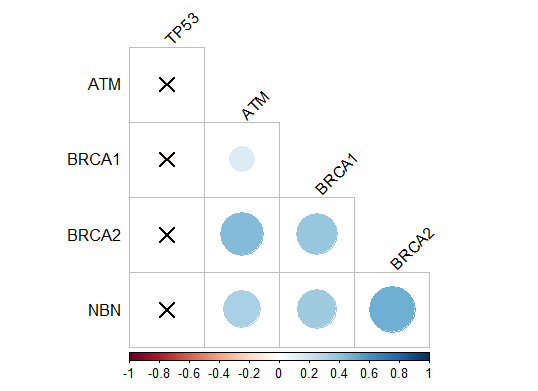 TP53
ATM
ATM
BRCA1
BRCA1
BRCA2
BRCA2
NBN
-1 -0.8 -0.6 -0.4 -0.2 0 0.2 0.4 0.6 0.8 1